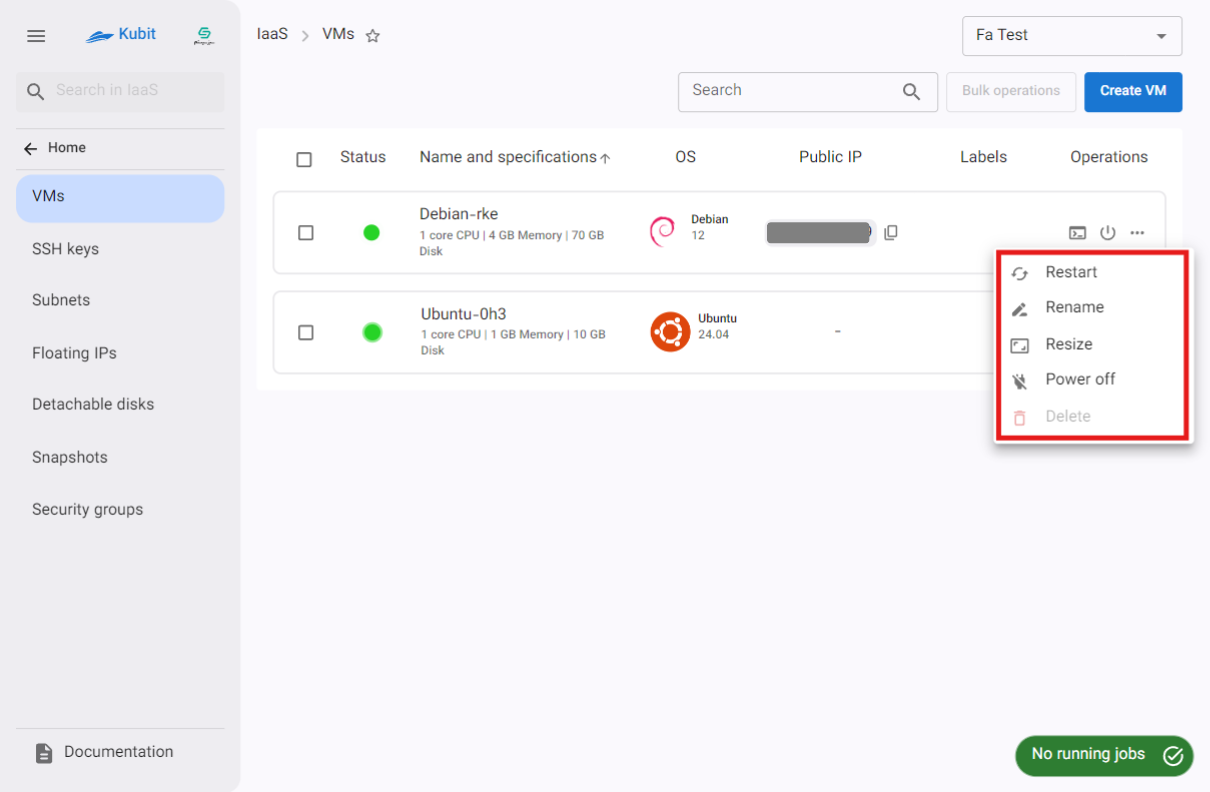 Kubit
IaaS > VMs
Fa Test
Search in IaaS
Search
Bulk operations
Create VM
Home
VMs
SSH keys
Subnets
Floating IPs
Detachable disks
Snapshots
Security groups
Documentation
Status
Name and specifications
OS
Public IP
Labels
Operations
Debian-rke
1 core CPU | 4 GB Memory | 70 GB
Disk
Debian
12
Ubuntu-0h3
1 core CPU | 1 GB Memory | 10 GB
Disk
Ubuntu
24.04
-
Restart
Rename
Resize
Power off
Delete
No running jobs